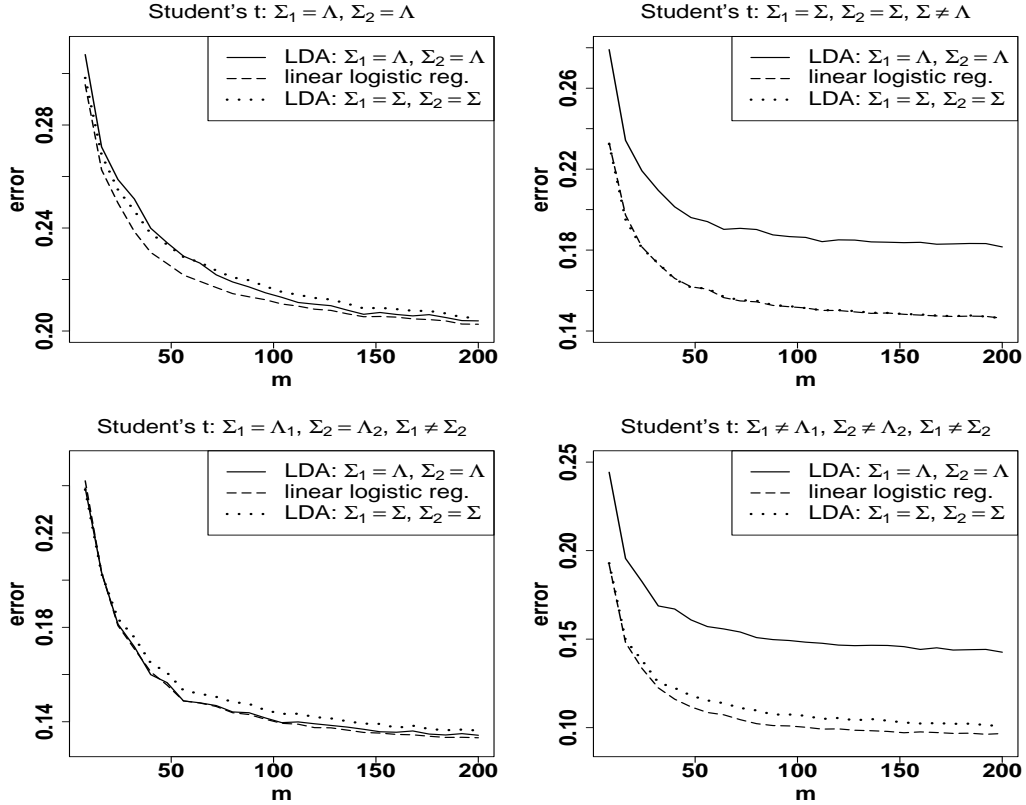 Student's t: Σ₁ = Λ, Σ₂ = Λ
LDA: Σ₁ = Λ, Σ₂ = Λ
linear logistic reg.
LDA: Σ₁ = Σ, Σ₂ = Σ
error
0.28
0.24
0.20
50 100 150 200
m
Student's t: Σ₁ = Σ, Σ₂ = Σ, Σ ≠ Λ
LDA: Σ₁ = Λ, Σ₂ = Λ
linear logistic reg.
LDA: Σ₁ = Σ, Σ₂ = Σ
error
0.26
0.22
0.18
0.14
50 100 150 200
m
Student's t: Σ₁ = Λ₁, Σ₂ = Λ₂, Σ₁ ≠ Σ₂
LDA: Σ₁ = Λ, Σ₂ = Λ
linear logistic reg.
LDA: Σ₁ = Σ, Σ₂ = Σ
error
0.22
0.18
0.14
50 100 150 200
m
Student's t: Σ₁ ≠ Λ₁, Σ₂ ≠ Λ₂, Σ₁ ≠ Σ₂
LDA: Σ₁ = Λ, Σ₂ = Λ
linear logistic reg.
LDA: Σ₁ = Σ, Σ₂ = Σ
error
0.25
0.20
0.15
0.10
50 100 150 200
m